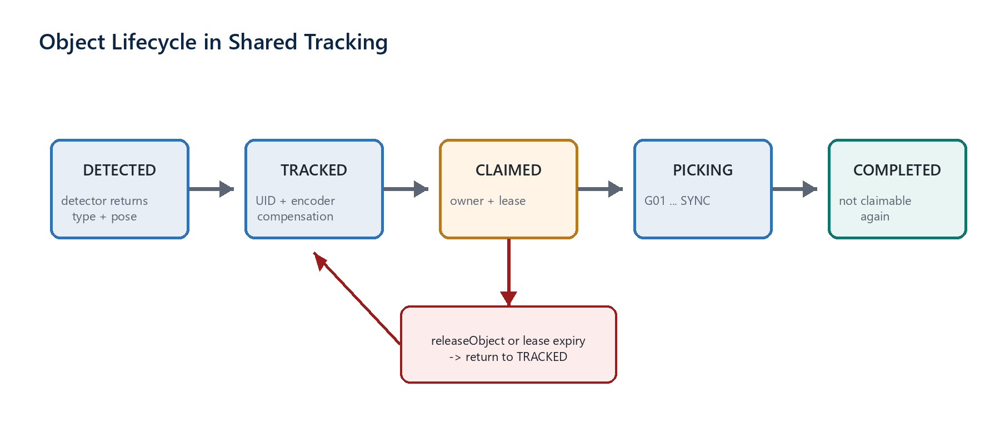 Object Lifecycle in Shared Tracking
DETECTED
detector returns
type + pose
TRACKED
UID + encoder
compensation
CLAIMED
owner + lease
PICKING
G01 ... SYNC
COMPLETED
not claimable
again
releaseObject or lease expiry
-> return to TRACKED